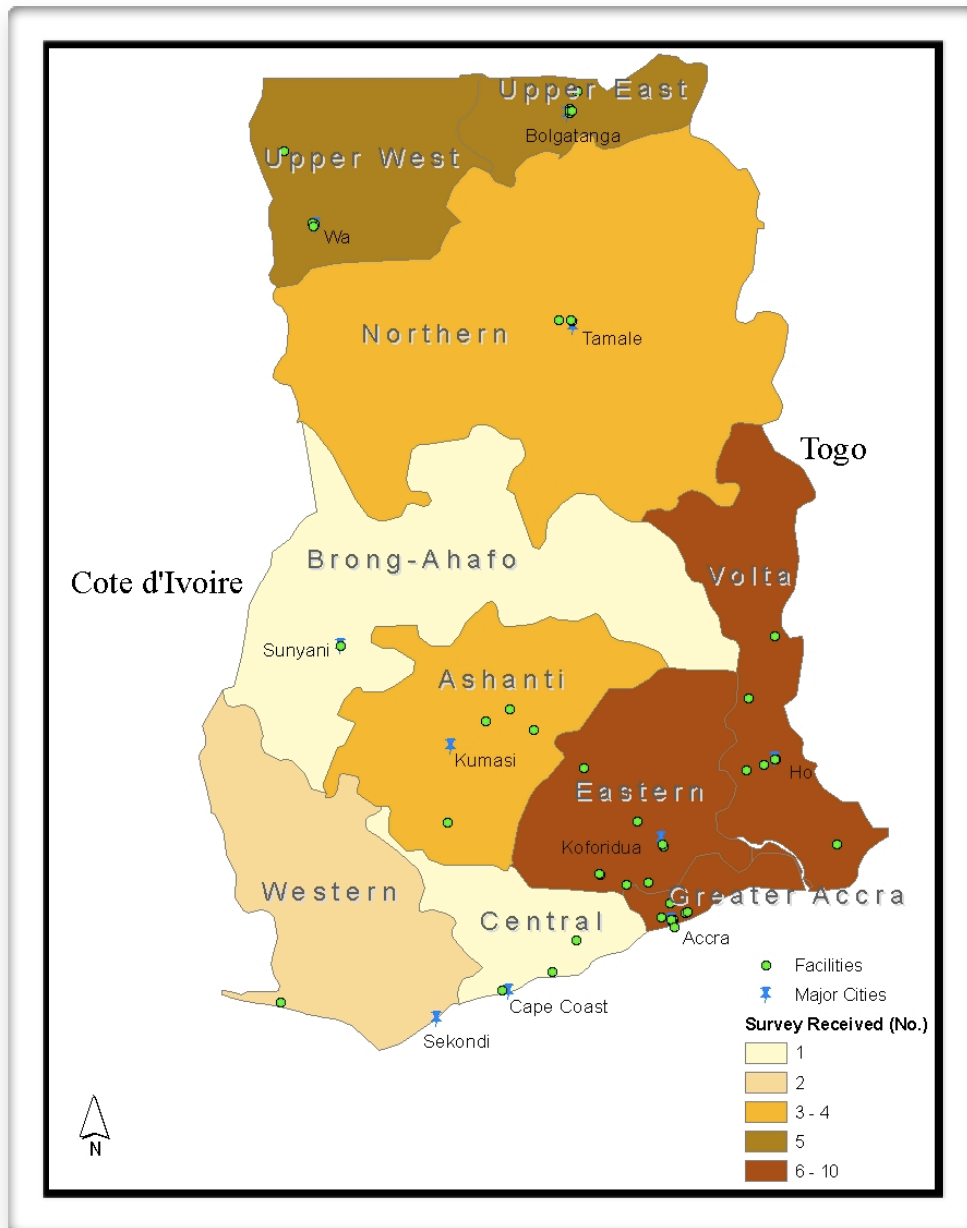 Upper East
Bolgatanga
Upper West
Wa
Northern
Tamale
Togo
Brong-Ahafo
Volta
Cote d'Ivoire
Sunyani
Ashanti
Kumasi
Ho
Eastern
Koforidua
Western
Greater Accra
Central
Accra
Facilities
Major Cities
Cape Coast
Survey Received (No.)
Sekondi
1
2
3 - 4
5
6 - 10
N